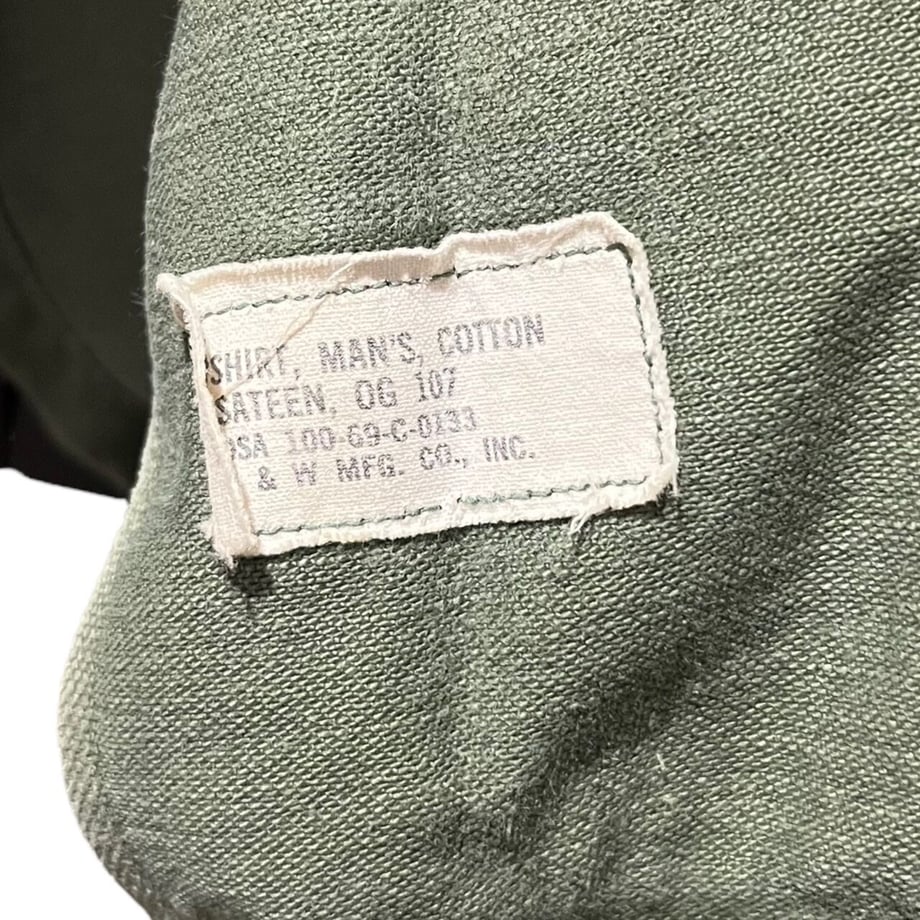 SHIRT, MAN'S, COTTON
SATEEN, OG 107
DSA 100-69-C-0133
& W MFG. CO., INC.